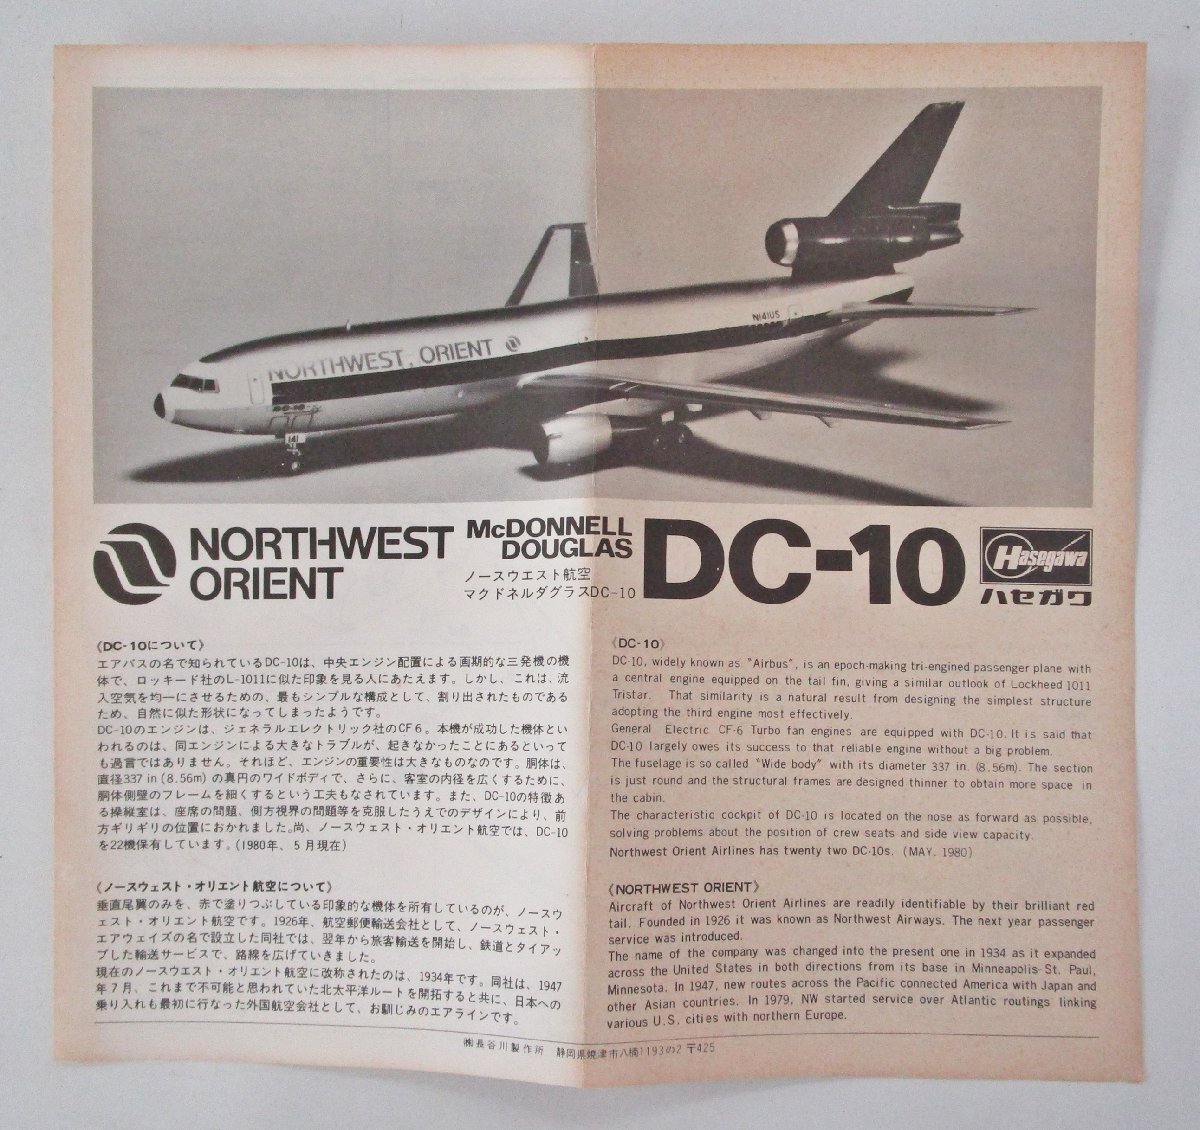 N141US
NORTHWEST ORIENT
DC-10
141
NORTHWEST
ORIENT
McDONNELL
DOUGLAS
ノースウエスト航空
マクドネルダグラスDC-10
DC-10
Hasegawa
ハセガワ
《DC-10について》
エアバスの名で知られているDC-10は、中央エンジン配置による画期的な三発機の機
体で、ロッキード社のL-1011に似た印象を見る人にあたえます。しかし、これは、流
入空気を均一にさせるための、最もシンプルな構成として、割り出されたものである
ため、自然に似た形状になってしまったようです。
DC-10のエンジンは、ジェネラルエレクトリック社のCF6。本機が成功した機体とい
われるのは、同エンジンによる大きなトラブルが、起きなかったことにあるといって
も過言ではありません。それほど、エンジンの重要性は大きなものなのです。胴体は、
直径337 in (8.56m) の真円のワイドボディで、さらに、客室の内径を広くするために、
胴体側壁のフレームを細くするという工夫もなされています。また、DC-10の特徴あ
る操縦室は、座席の問題、側方視界の問題等を克服したうえでのデザインにより、前
方ギリギリの位置におかれました。尚、ノースウェスト・オリエント航空では、DC-10
を22機保有しています。(1980年、5月現在)
《ノースウェスト・オリエント航空について》
垂直尾翼のみを、赤で塗りつぶしている印象的な機体を所有しているのが、ノースウ
ェスト・オリエント航空です。1926年、航空郵便輸送会社として、ノースウェスト・
エアウェイズの名で設立した同社では、翌年から旅客輸送を開始し、鉄道とタイアッ
プした輸送サービスで、路線を広げていきました。
現在のノースウエスト・オリエント航空に改称されたのは、1934年です。同社は、1947
年7月、これまで不可能と思われていた北太平洋ルートを開拓すると共に、日本への
乗り入れも最初に行なった外国航空会社として、お馴じみのエアラインです。
《DC-10》
DC-10, widely known as "Airbus", is an epoch-making tri-engined passenger plane with
a central engine equipped on the tail fin, giving a similar outlook of Lockheed 1011
Tristar. That similarity is a natural result from designing the simplest structure
adopting the third engine most effectively.
General Electric CF-6 Turbo fan engines are equipped with DC-10. It is said that
DC-10 largely owes its success to that reliable engine without a big problem.
The fuselage is so called "Wide body" with its diameter 337 in. (8.56m). The section
is just round and the structural frames are designed thinner to obtain more space in
the cabin.
The characteristic cockpit of DC-10 is located on the nose as forward as possible,
solving problems about the position of crew seats and side view capacity.
Northwest Orient Airlines has twenty two DC-10s. (MAY. 1980)
《NORTHWEST ORIENT》
Aircraft of Northwest Orient Airlines are readily identifiable by their brilliant red
tail. Founded in 1926 it was known as Northwest Airways. The next year passenger
service was introduced.
The name of the company was changed into the present one in 1934 as it expanded
across the United States in both directions from its base in Minneapolis-St. Paul,
Minnesota. In 1947, new routes across the Pacific connected America with Japan and
other Asian countries. In 1979, NW started service over Atlantic routings linking
various U.S. cities with northern Europe.
㈱長谷川製作所 静岡県焼津市八楠1193の2 〒425